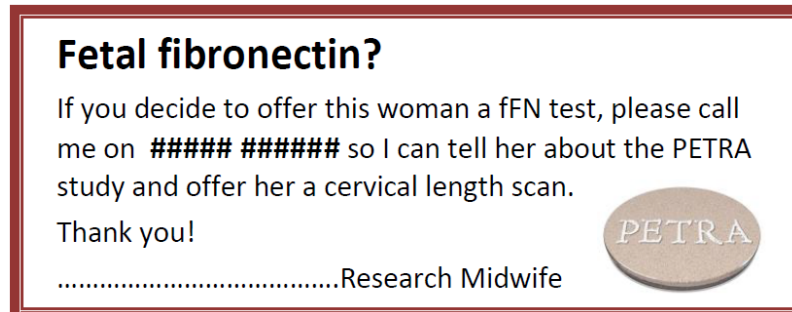 Fetal fibronectin?
If you decide to offer this woman a fFN test, please call
me on ##### ###### so I can tell her about the PETRA
study and offer her a cervical length scan.
Thank you!
PETRA
…………………………………Research Midwife